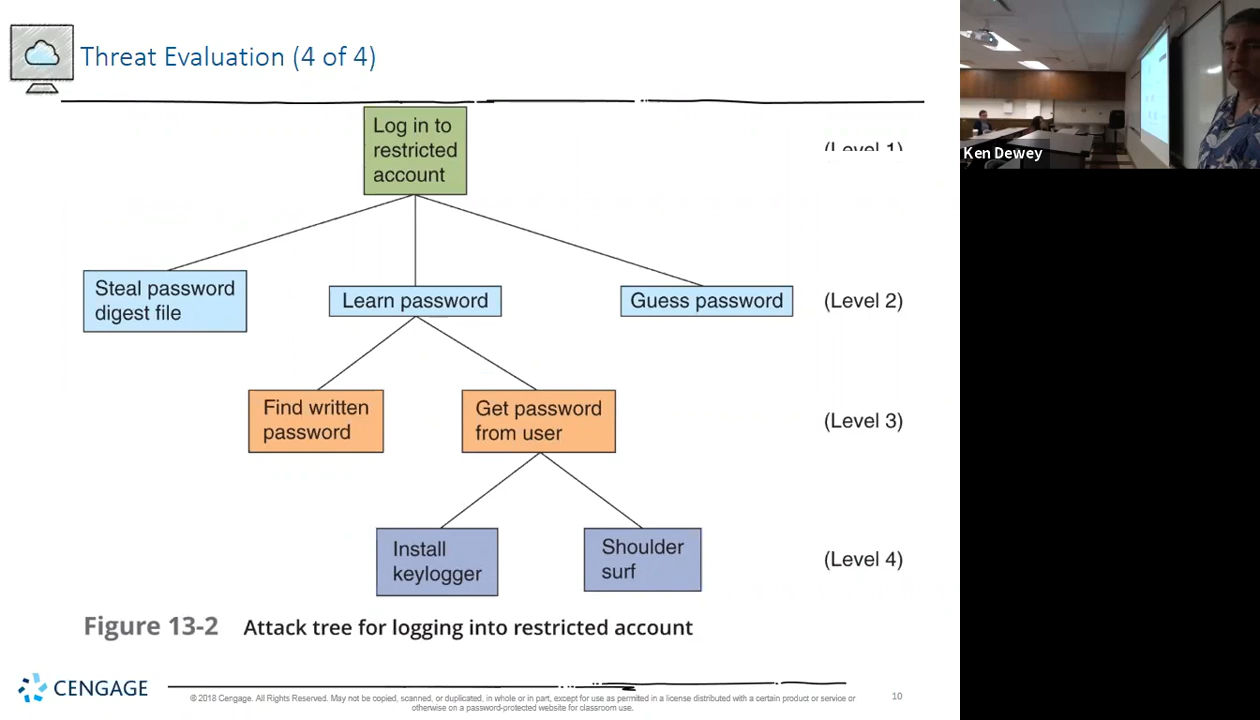 Threat Evaluation (4 of 4)
Log in to
restricted
account
(Level 1)
Steal password
digest file
Learn password
Guess password
(Level 2)
Find written
password
Get password
from user
(Level 3)
Install
keylogger
Shoulder
surf
(Level 4)
Figure 13-2 Attack tree for logging into restricted account
CENGAGE
© 2018 Cengage. All Rights Reserved. May not be copied, scanned, or duplicated, in whole or in part, except for use as permitted in a license distributed with a certain product or service or
otherwise on a password-protected website for classroom use.
10
Ken Dewey